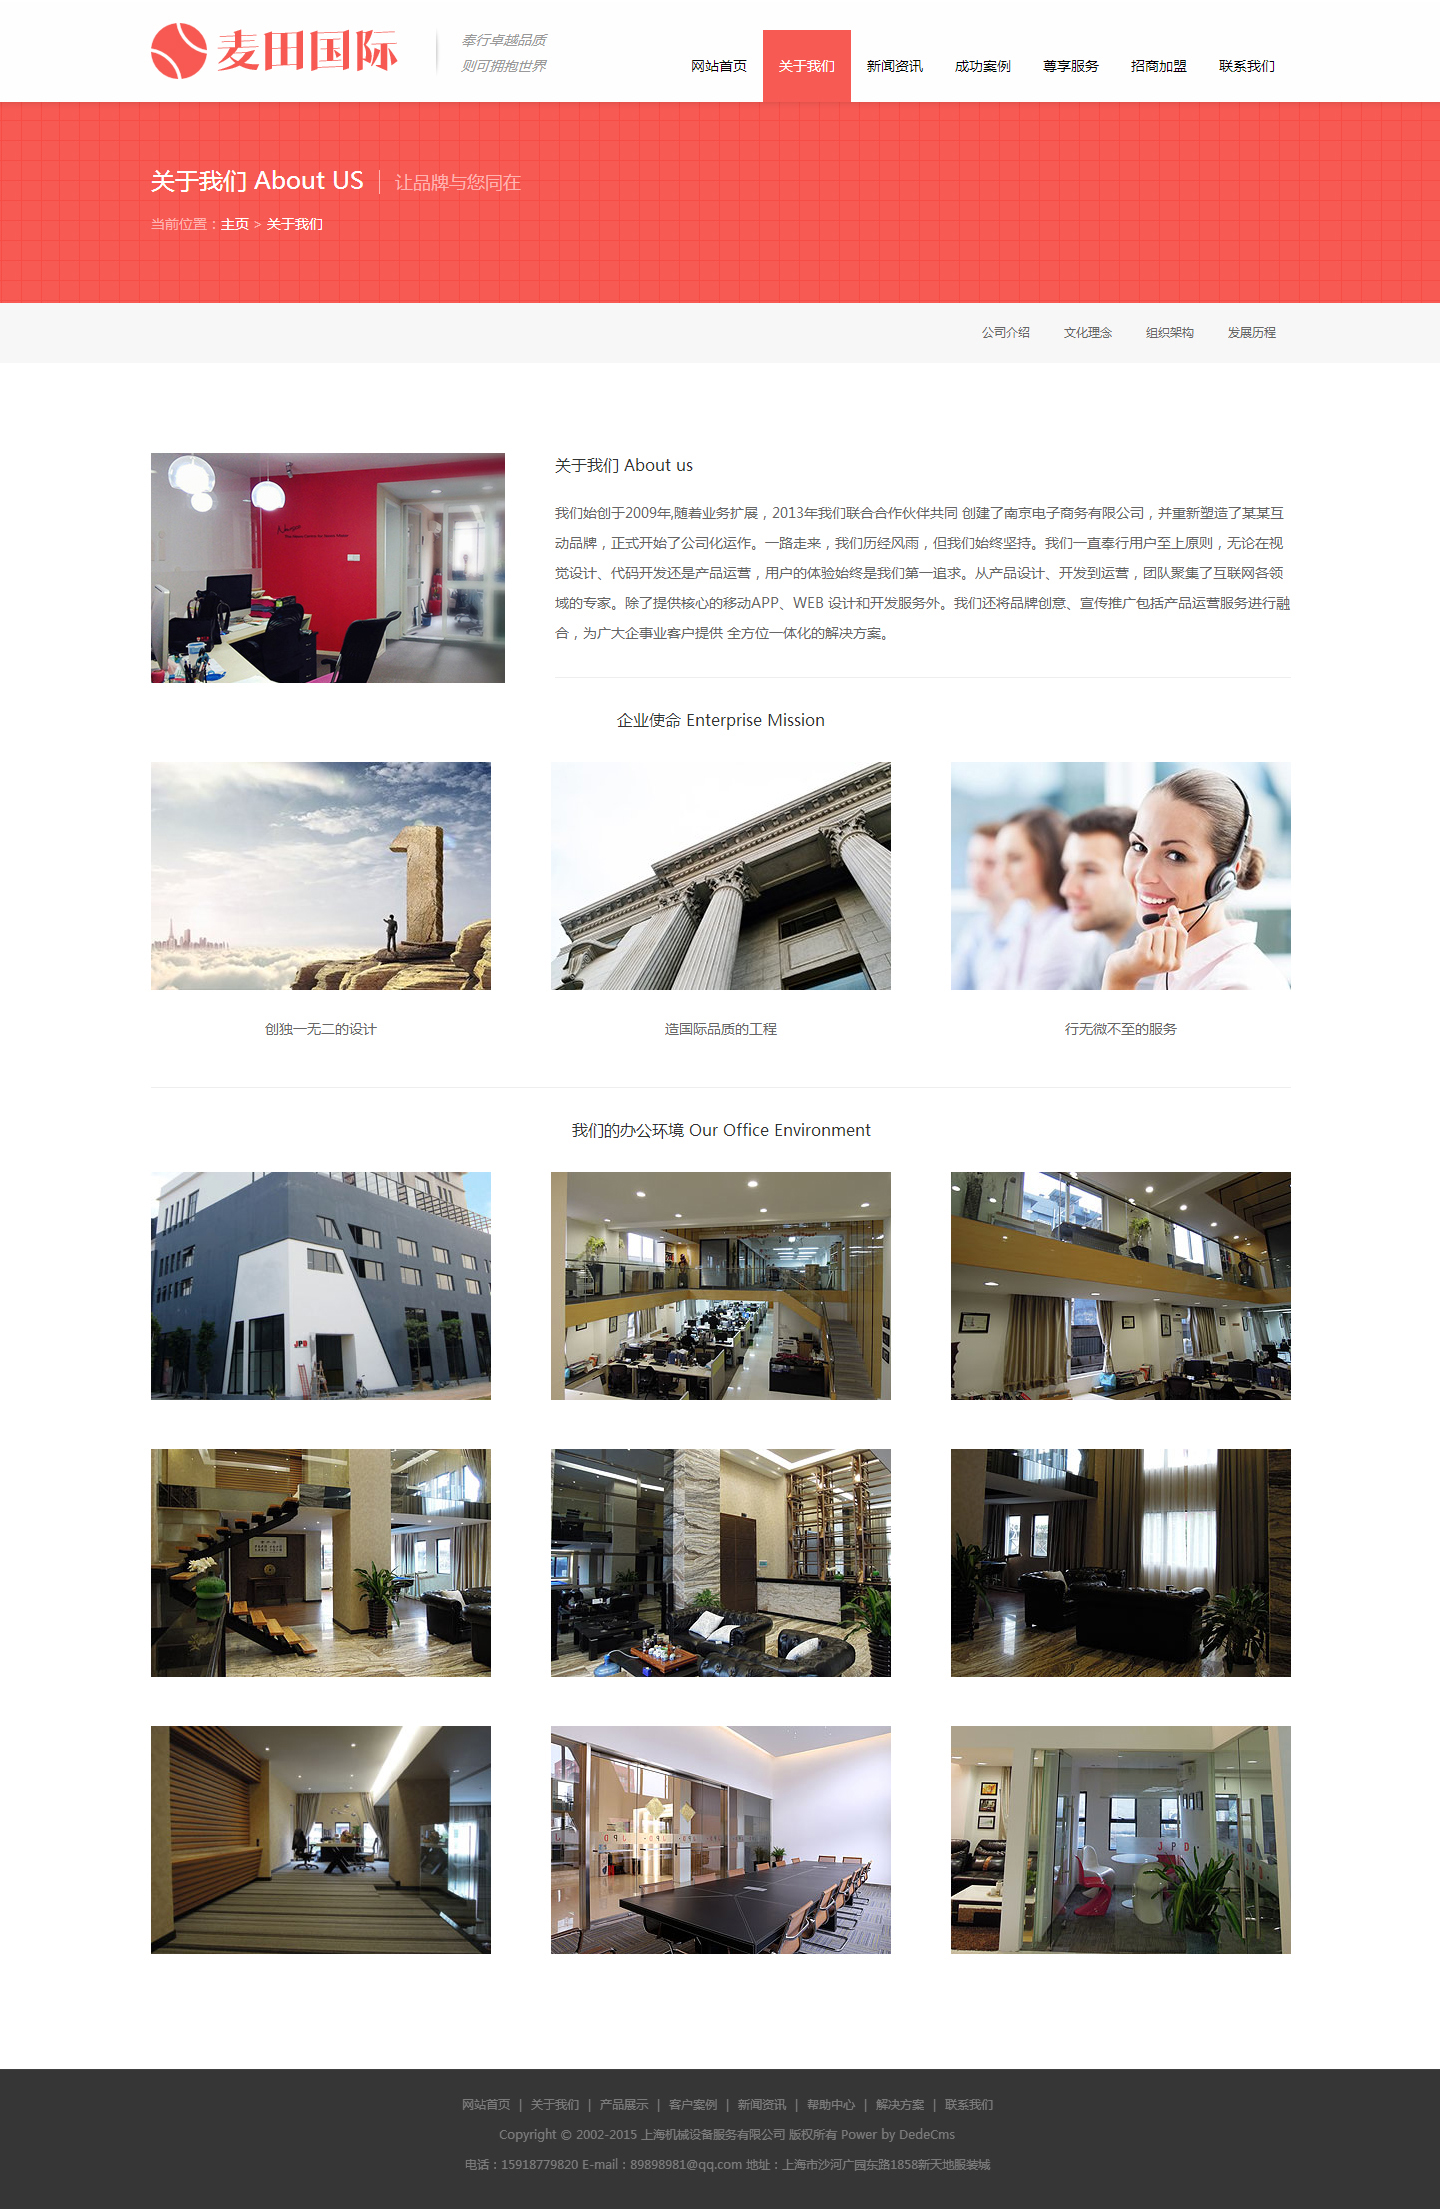 麦田国际
奉行卓越品质
则可拥抱世界
网站首页 关于我们 新闻资讯 成功案例 尊享服务 招商加盟 联系我们
关于我们 About US 让品牌与您同在
当前位置：主页 > 关于我们
公司介绍 文化理念 组织架构 发展历程
关于我们 About us
我们始创于2009年,随着业务扩展，2013年我们联合合作伙伴共同 创建了南京电子商务有限公司，并重新塑造了某某互
动品牌，正式开始了公司化运作。一路走来，我们历经风雨，但我们始终坚持。我们一直奉行用户至上原则，无论在视
觉设计、代码开发还是产品运营，用户的体验始终是我们第一追求。从产品设计、开发到运营，团队聚集了互联网各领
域的专家。除了提供核心的移动APP、WEB 设计和开发服务外。我们还将品牌创意、宣传推广包括产品运营服务进行融
合，为广大企事业客户提供 全方位一体化的解决方案。
企业使命 Enterprise Mission
创独一无二的设计
造国际品质的工程
行无微不至的服务
我们的办公环境 Our Office Environment
JPD
JPD
网站首页 | 关于我们 | 产品展示 | 客户案例 | 新闻资讯 | 帮助中心 | 解决方案 | 联系我们
Copyright © 2002-2015 上海机械设备服务有限公司 版权所有 Power by DedeCms
电话：15918779820 E-mail：89898981@qq.com 地址：上海市沙河广园东路1858新天地服装城